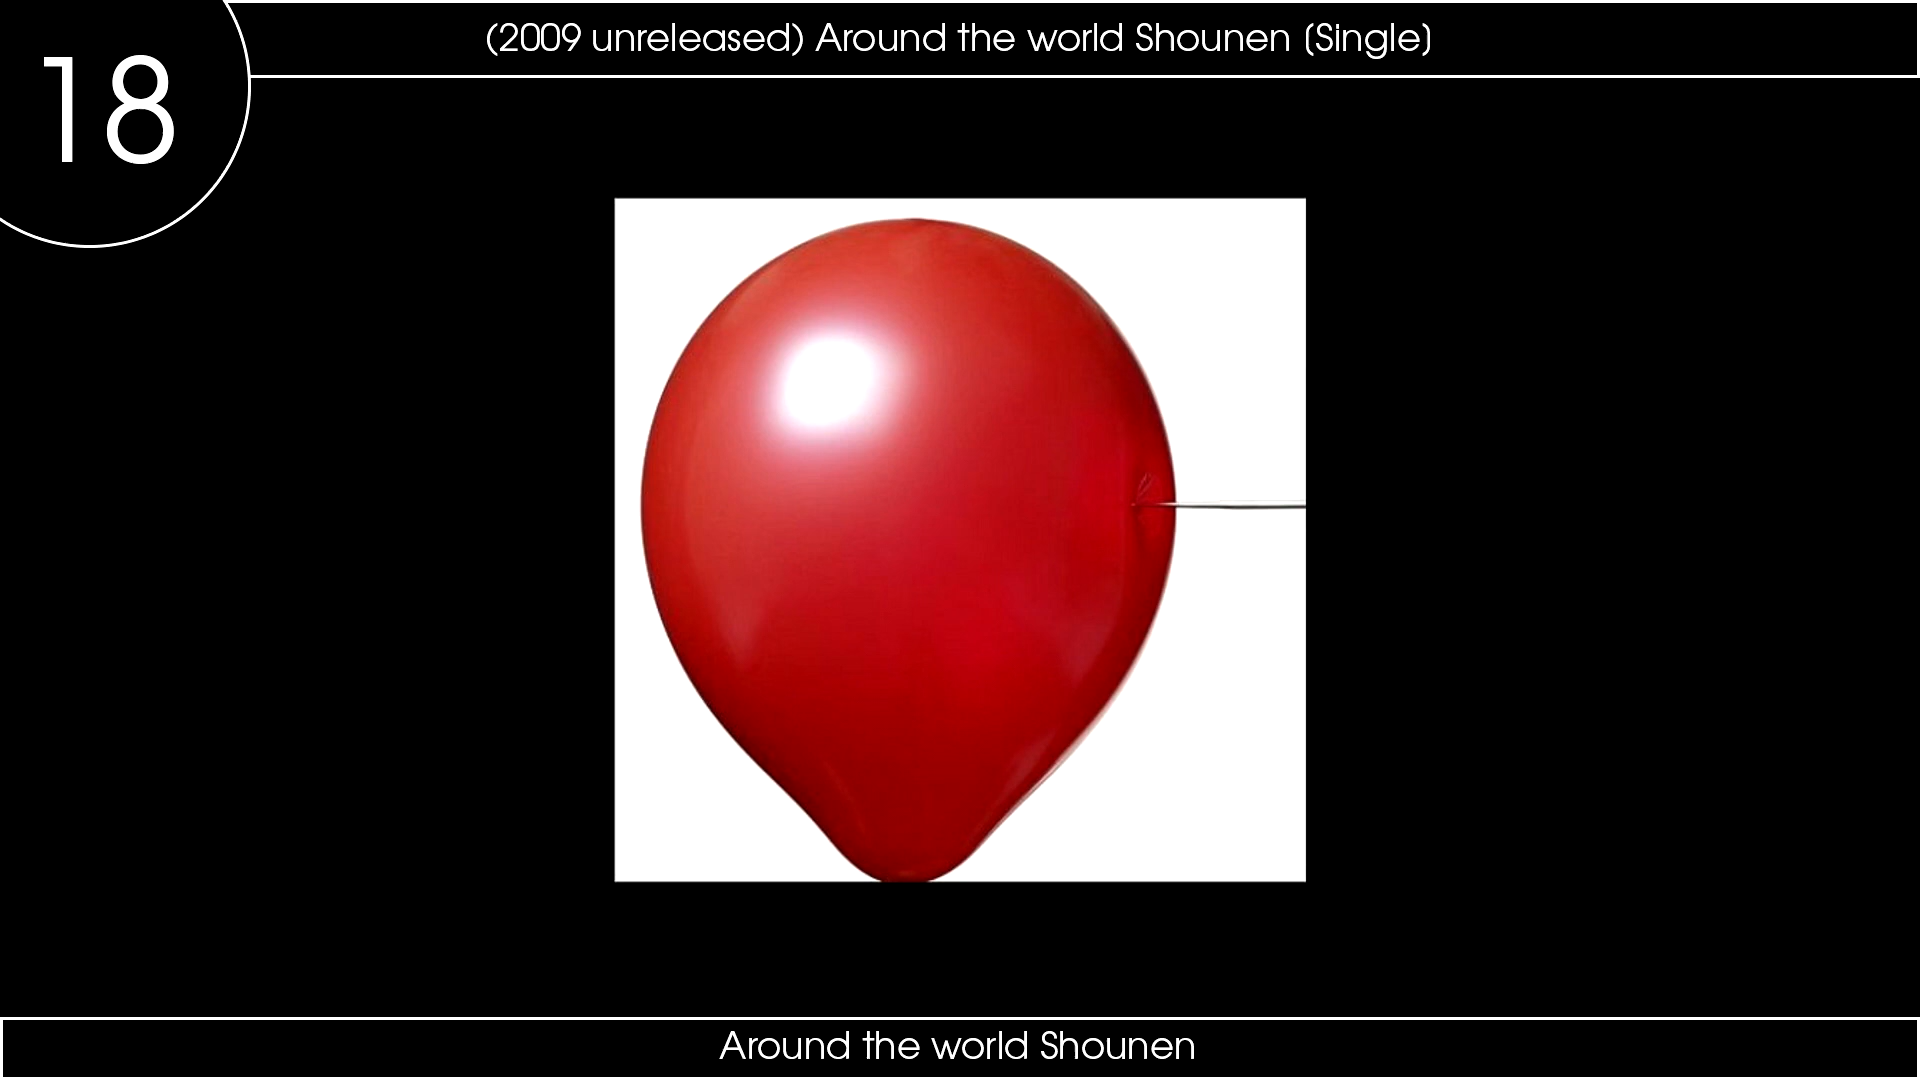 18
(2009 unreleased) Around the world Shounen (Single)
Around the world Shounen